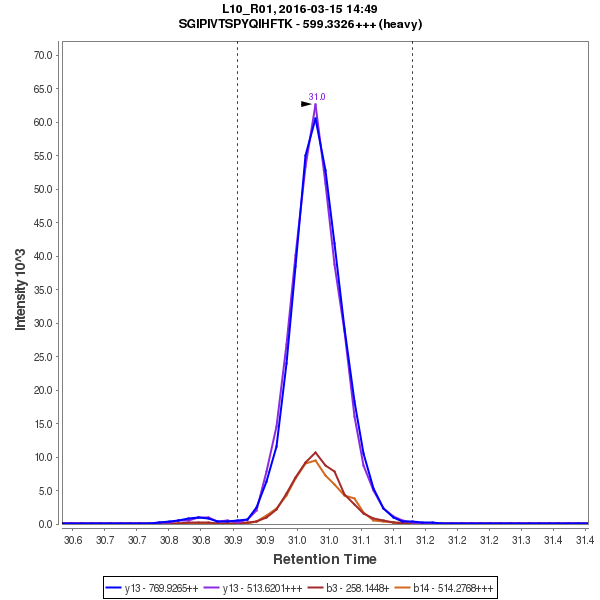 L10_R01, 2016-03-15 14:49
SGIPIVTSPYQIHFTK - 599.3326+++ (heavy)
70.0
65.0
60.0
55.0
50.0
45.0
40.0
35.0
30.0
25.0
20.0
15.0
10.0
5.0
0.0
Intensity 10^3
31.0
30.6 30.7 30.7 30.8 30.8 30.9 30.9 31.0 31.0 31.1 31.1 31.2 31.2 31.3 31.3 31.4 31.4
Retention Time
y13 - 769.9265++ y13 - 513.6201+++ b3 - 258.1448+ b14 - 514.2768+++